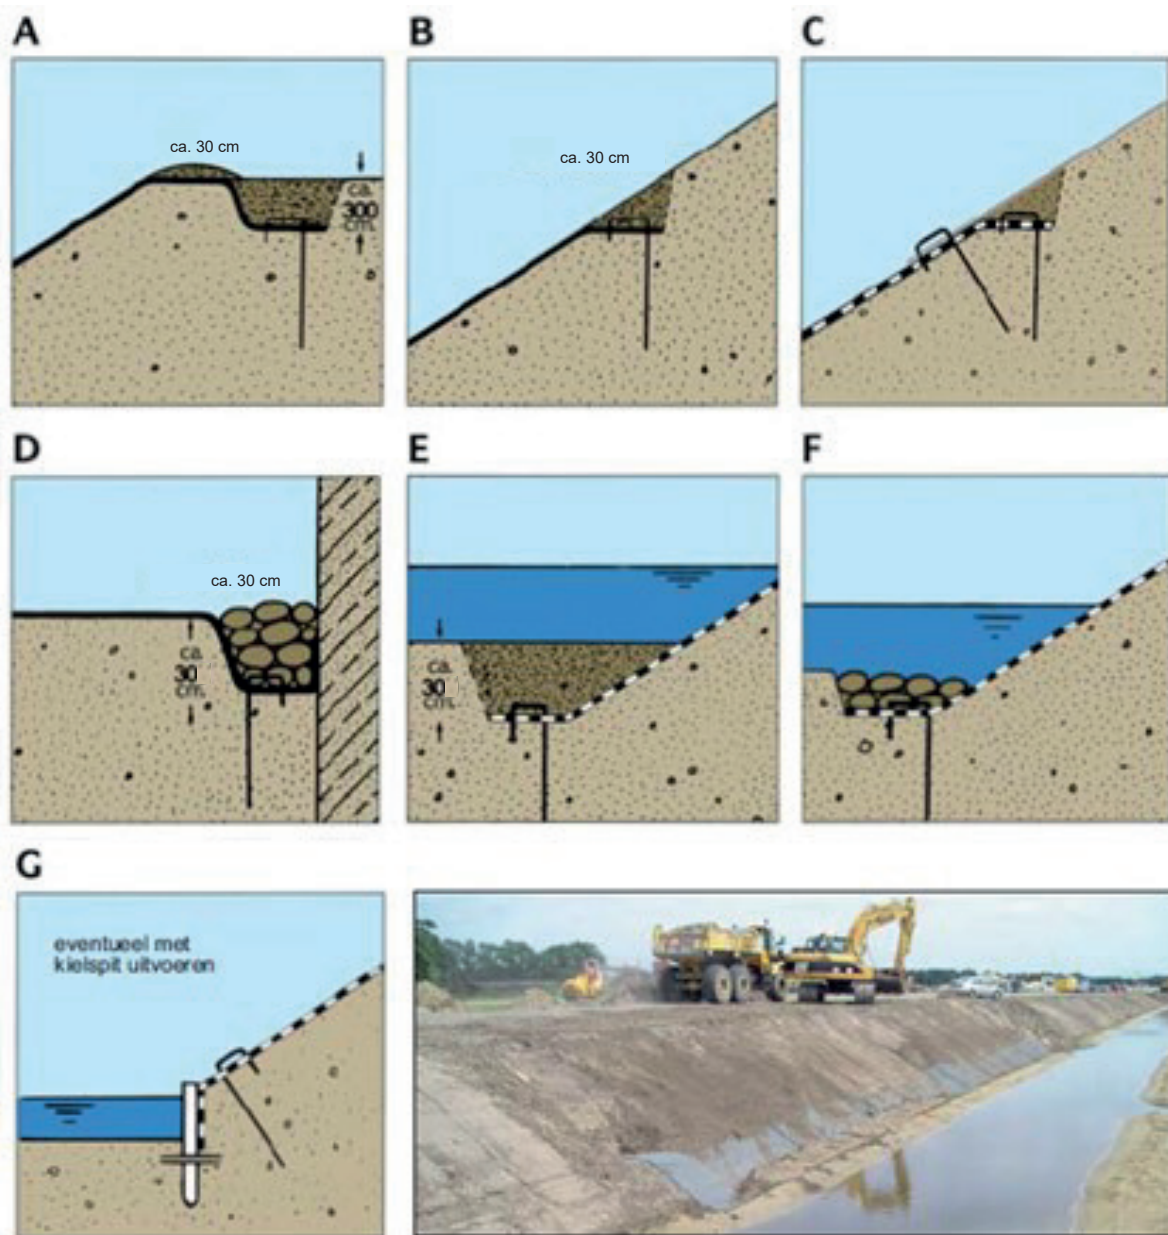 A
B
C
ca. 30 cm
ca.
300
cm.
ca. 30 cm
D
E
F
ca. 30 cm
ca.
30
cm.
ca.
30
cm.
G
eventueel met
kielspit uitvoeren